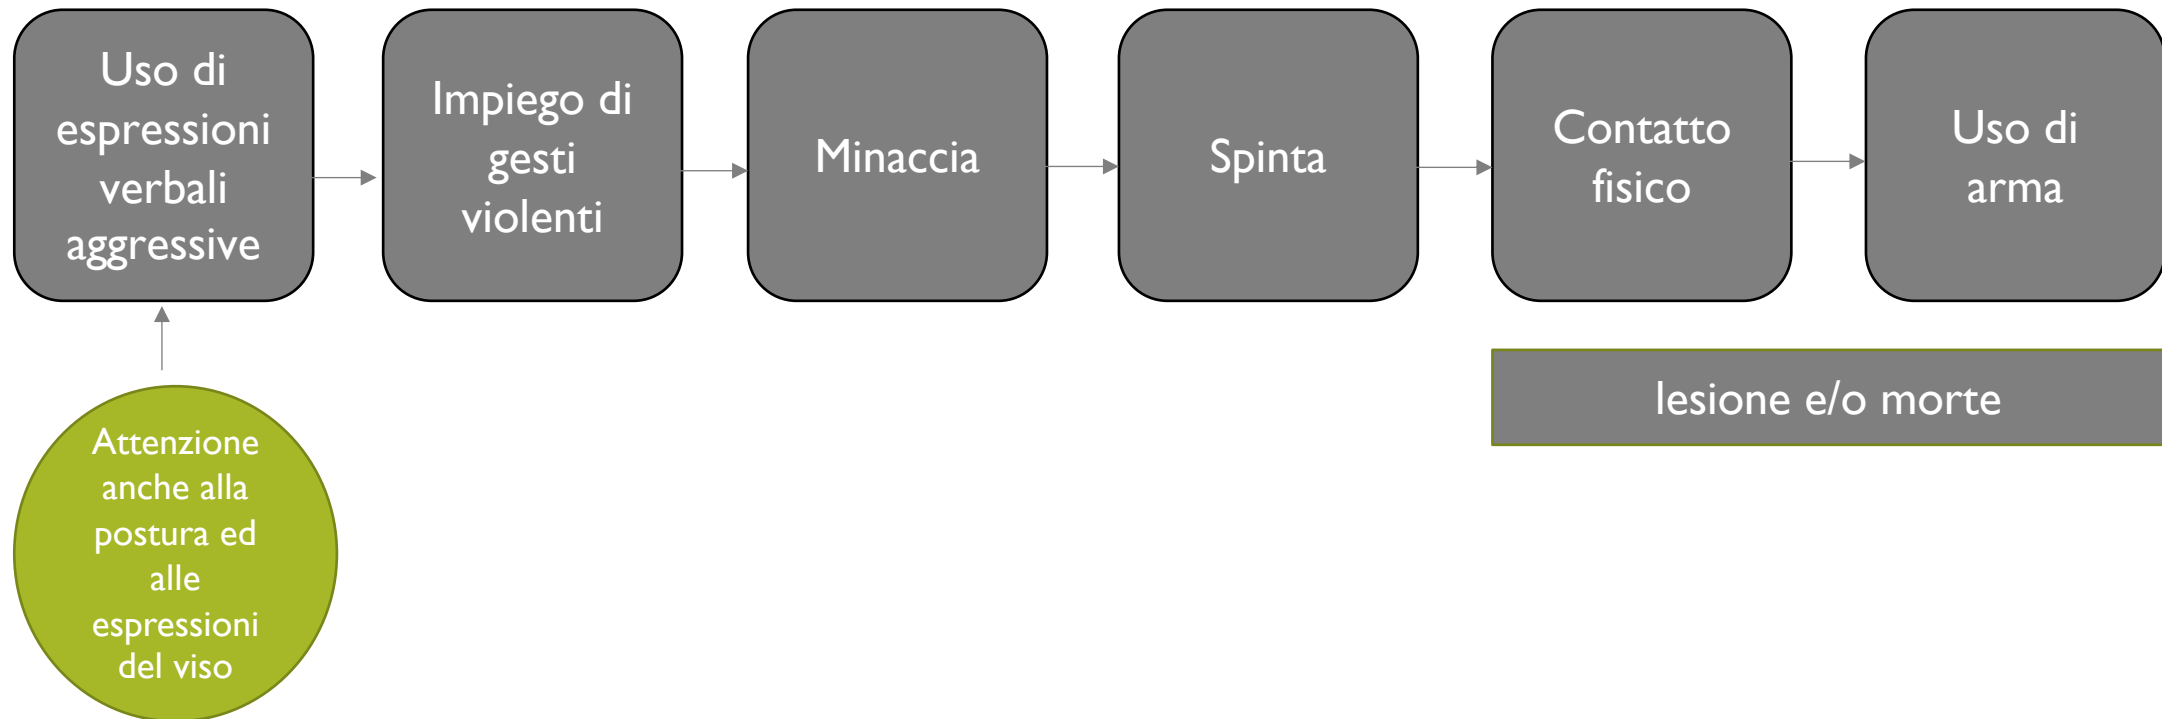 Uso di
espressioni
verbali
aggressive
Impiego di
gesti
violenti
Minaccia
Spinta
Contatto
fisico
Uso di
arma
lesione e/o morte
Attenzione
anche alla
postura ed
alle
espressioni
del viso